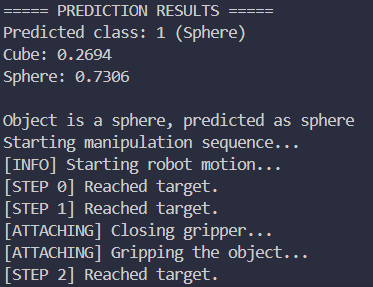 ===== PREDICTION RESULTS =====
Predicted class: 1 (Sphere)
Cube: 0.2694
Sphere: 0.7306
Object is a sphere, predicted as sphere
Starting manipulation sequence...
[INFO] Starting robot motion...
[STEP 0] Reached target.
[STEP 1] Reached target.
[ATTACHING] Closing gripper...
[ATTACHING] Gripping the object...
[STEP 2] Reached target.